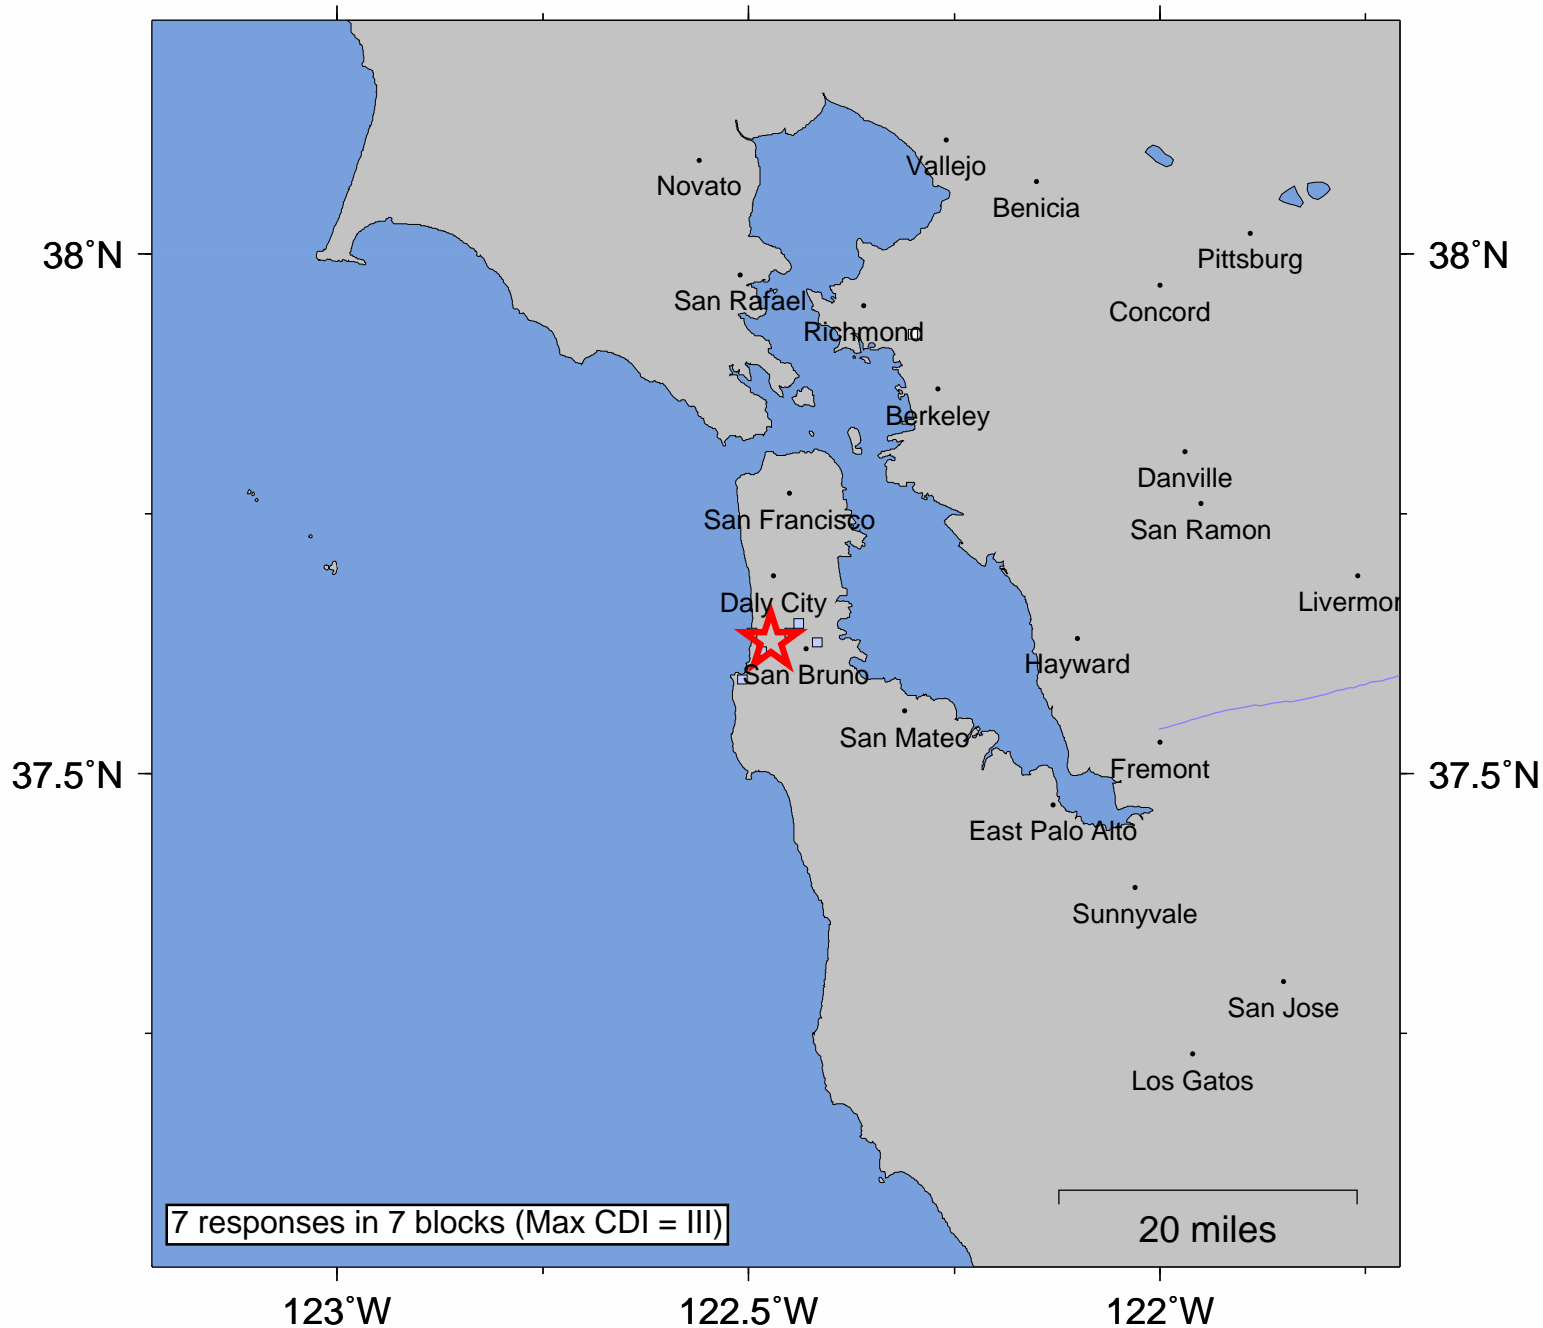 Vallejo
Novato
Benicia
38°N
38°N
Pittsburg
San Rafael
Concord
Richmond
Berkeley
Danville
San Francisco
San Ramon
Daly City
Livermor
Hayward
San Bruno
San Mateo
Fremont
37.5°N
37.5°N
East Palo Alto
Sunnyvale
San Jose
Los Gatos
7 responses in 7 blocks (Max CDI = III)
20 miles
123°W
122.5°W
122°W